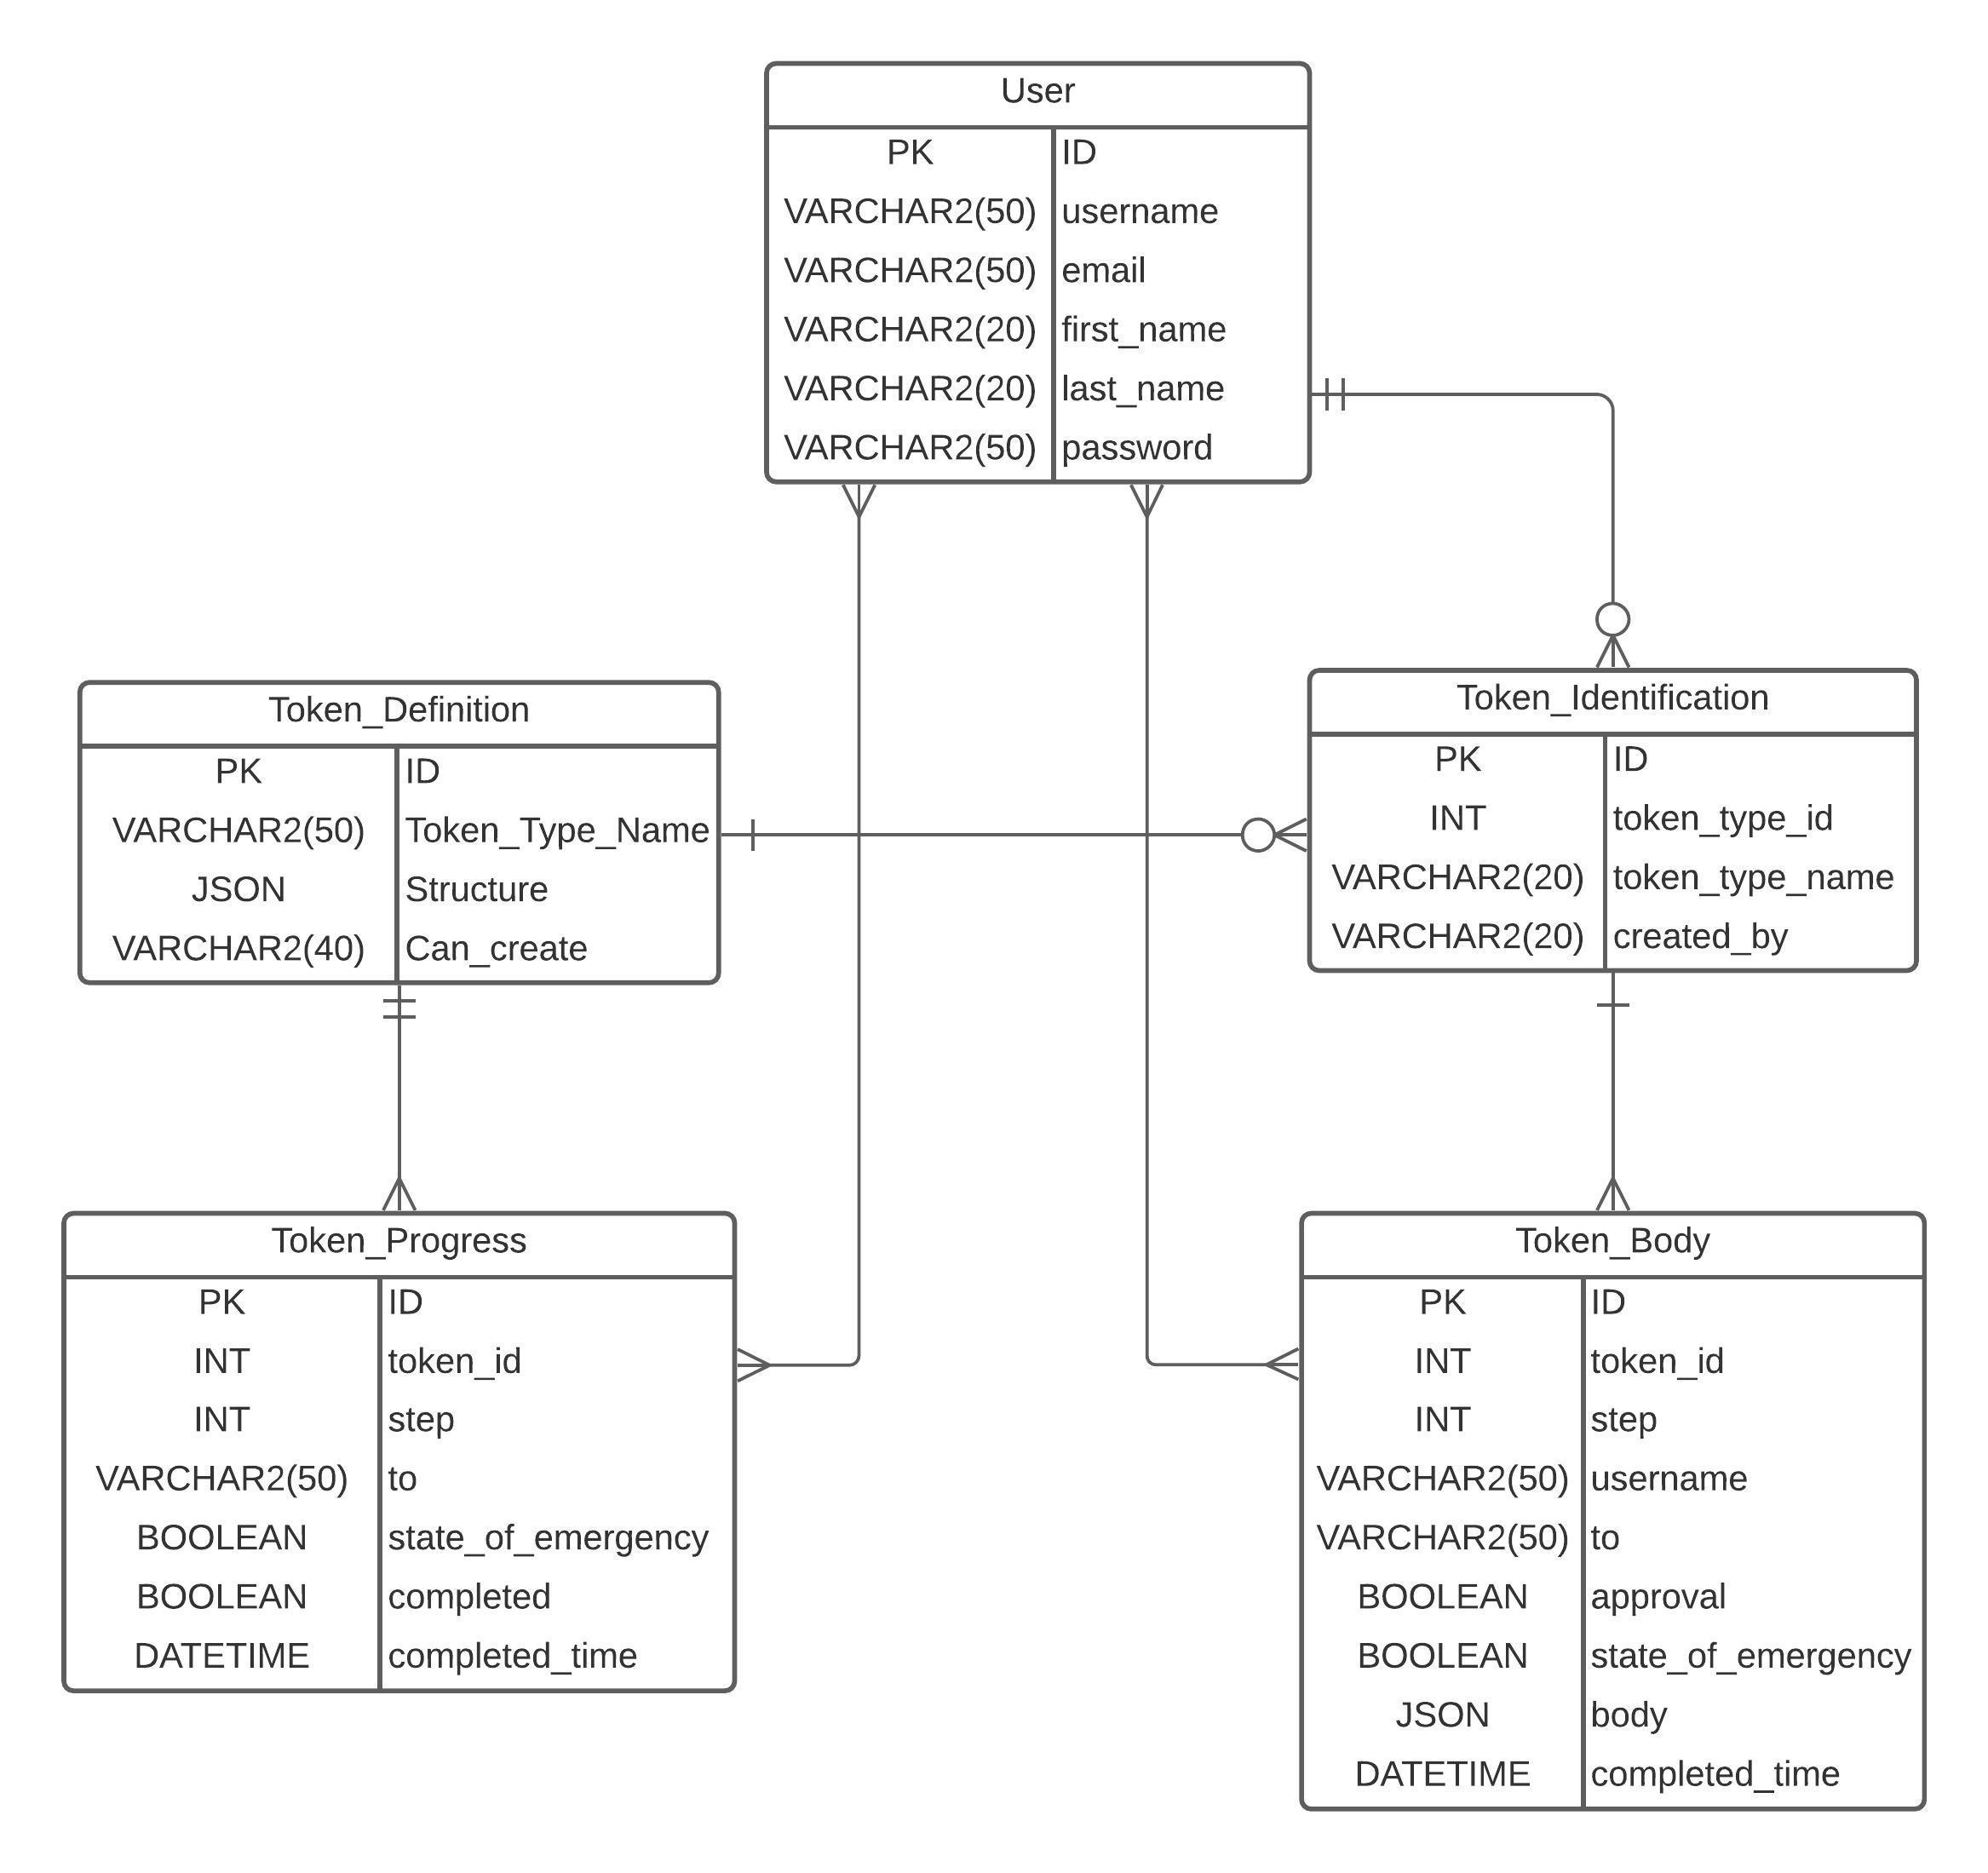 User
PK ID
VARCHAR2(50) username
VARCHAR2(50) email
VARCHAR2(20) first_name
VARCHAR2(20) last_name
VARCHAR2(50) password
Token_Definition
PK ID
VARCHAR2(50) Token_Type_Name
JSON Structure
VARCHAR2(40) Can_create
Token_Identification
PK ID
INT token_type_id
VARCHAR2(20) token_type_name
VARCHAR2(20) created_by
Token_Progress
PK ID
INT token_id
INT step
VARCHAR2(50) to
BOOLEAN state_of_emergency
BOOLEAN completed
DATETIME completed_time
Token_Body
PK ID
INT token_id
INT step
VARCHAR2(50) username
VARCHAR2(50) to
BOOLEAN approval
BOOLEAN state_of_emergency
JSON body
DATETIME completed_time